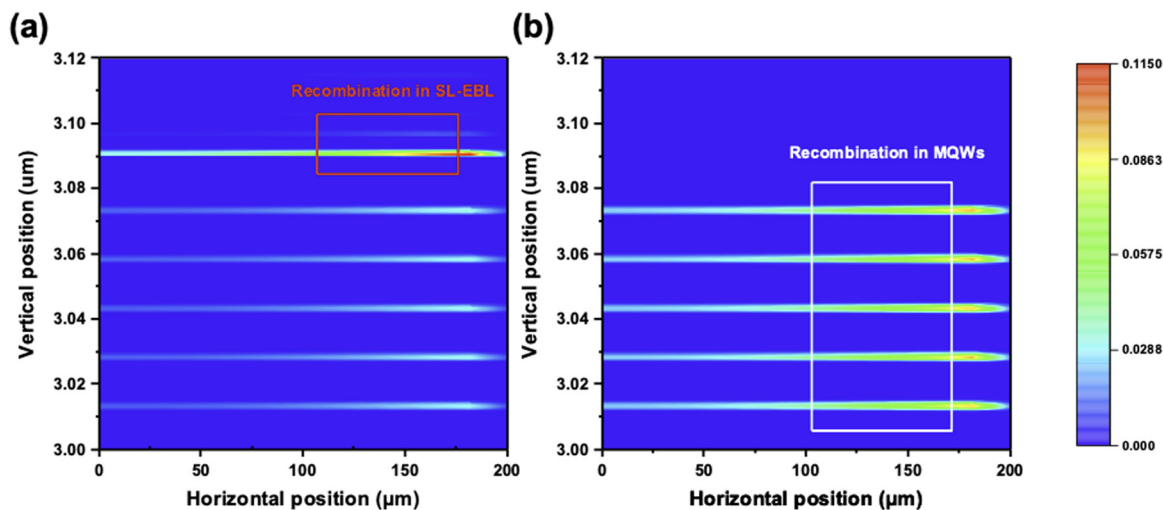 (a)
3.12
3.10
3.08
3.06
3.04
3.02
3.00
Vertical position (um)
Recombination in SL-EBL
0 50 100 150 200
Horizontal position (μm)
(b)
3.12
3.10
3.08
3.06
3.04
3.02
3.00
Vertical position (um)
Recombination in MQWs
0 50 100 150 200
Horizontal position (μm)
0.1150
0.0863
0.0575
0.0288
0.000